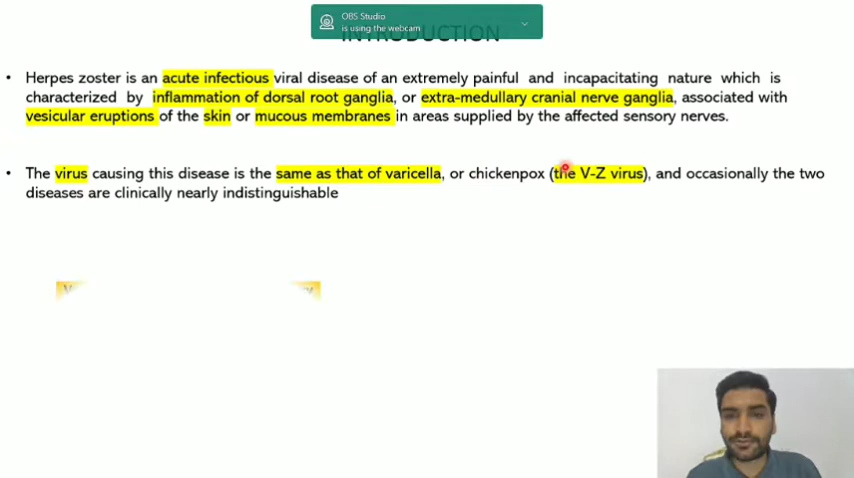 OBS Studio
is using the webcam
INTRODUCTION
• Herpes zoster is an acute infectious viral disease of an extremely painful and incapacitating nature which is
characterized by inflammation of dorsal root ganglia, or extra-medullary cranial nerve ganglia, associated with
vesicular eruptions of the skin or mucous membranes in areas supplied by the affected sensory nerves.
• The virus causing this disease is the same as that of varicella, or chickenpox (the V-Z virus), and occasionally the two
diseases are clinically nearly indistinguishable